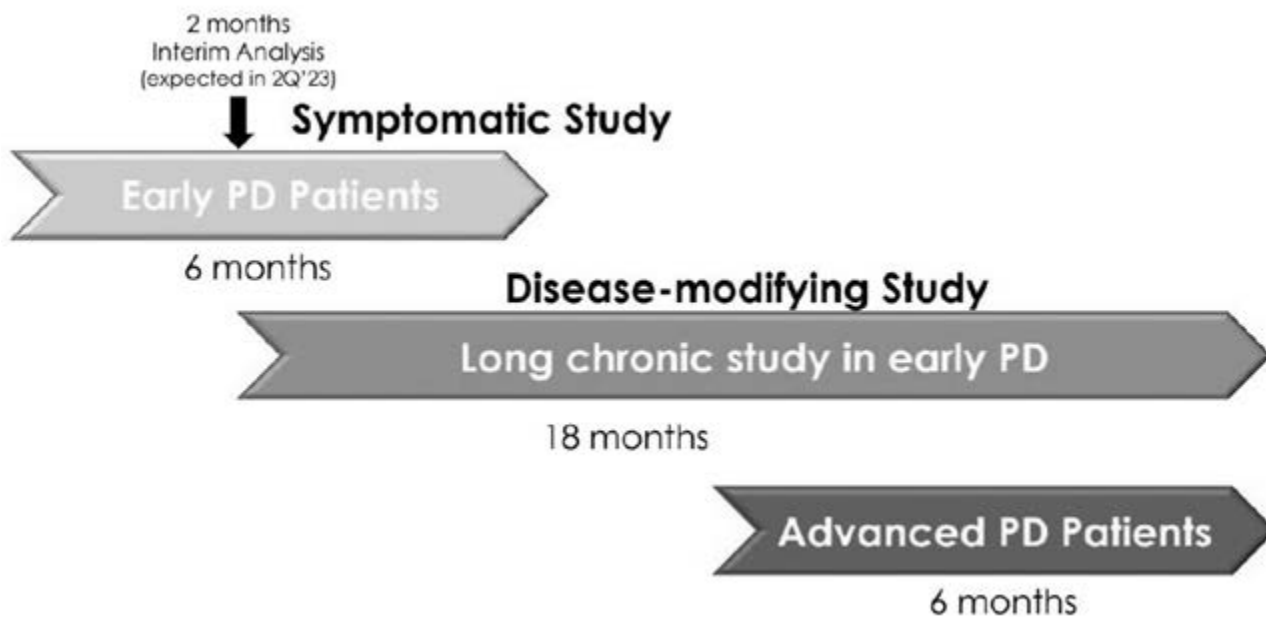 2 months
Interim Analysis
(expected in 2Q'23)
Symptomatic Study
Early PD Patients
6 months
Disease-modifying Study
Long chronic study in early PD
18 months
Advanced PD Patients
6 months